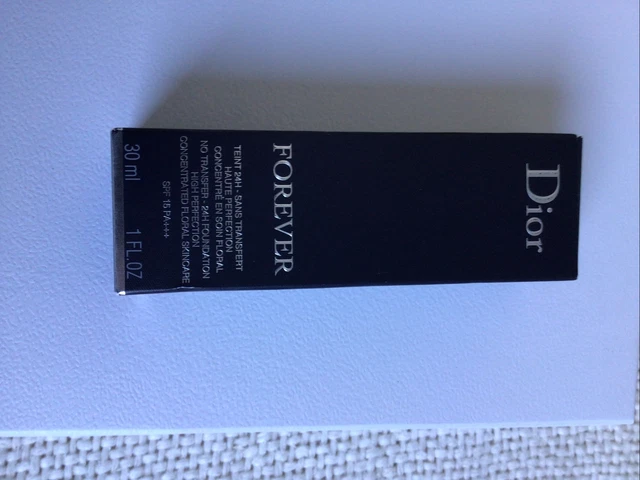 Dior
FOREVER
TEINT 24H - SANS TRANSFERT
HAUTE PERFECTION
CONCENTRÉ EN SOIN FLORAL
NO TRANSFER - 24H FOUNDATION
HIGH PERFECTION
CONCENTRATED FLORAL SKINCARE
SPF 15 PA+++
30 ml 1 FL.OZ